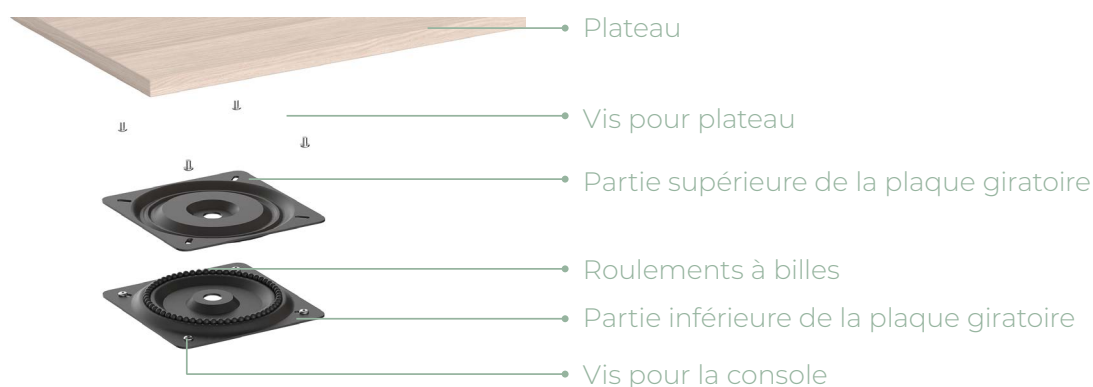 Plateau
Vis pour plateau
Partie supérieure de la plaque giratoire
Roulements à billes
Partie inférieure de la plaque giratoire
Vis pour la console